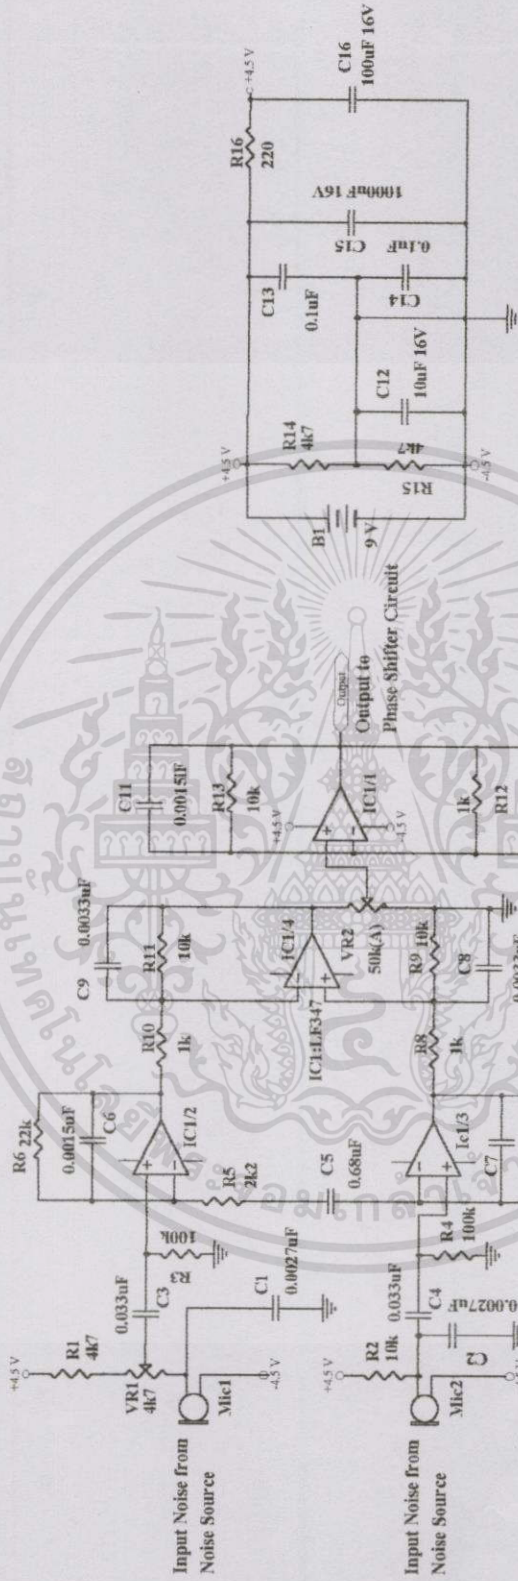 Input Noise from
Noise Source
+4.5 V
R1
4k7
VR1
4k7
Mic1
-4.5 V
C3
0.033uF
R3
100k
C1
0.0027uF
R6 22k
C6
0.0015uF
IC1/2
R5
2k2
C5
0.68uF
Input Noise from
Noise Source
+4.5 V
R2
10k
Mic2
-4.5 V
C4
0.033uF
0.0027uF
R4
100k
Ic1/3
C7
R10
1k
R8
1k
C9
0.0033uF
R11
10k
IC1/4
IC1:LF347
VR2
50k(A)
R9 10k
C8
C11
R13
10k
+4.5 V
-4.5 V
IC1/1
1k
R12
Output
Output to
Phase Shifter Circuit
B1
9 V
+4.5 V
R14
4k7
R15
4k7
-4.5 V
C12
10uF 16V
C13
0.1uF
C14
0.1uF
C15
1000uF 16V
R16
220
+4.5 V
C16
100uF 16V